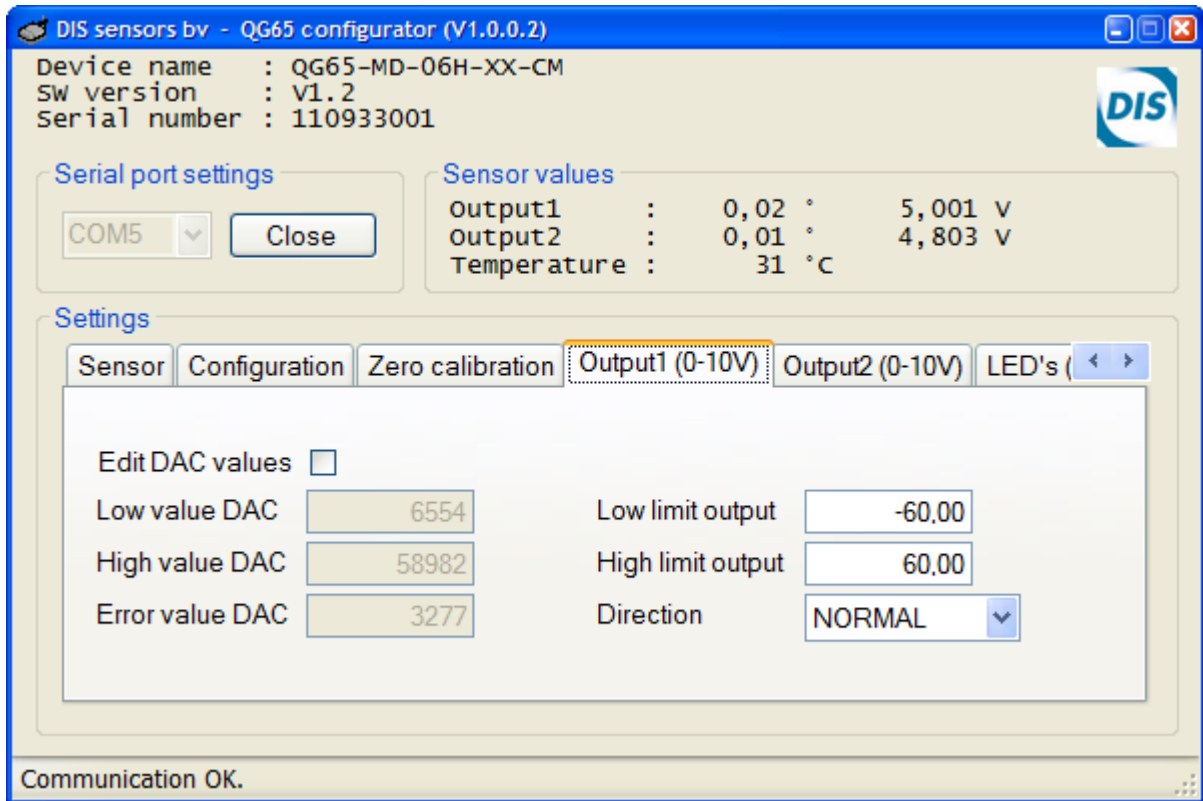 DIS sensors bv - QG65 configurator (V1.0.0.2)
Device name : QG65-MD-06H-XX-CM
SW version : V1.2
Serial number : 110933001
DIS
Serial port settings
COM5
Close
Sensor values
Output1 : 0,02 ° 5,001 V
Output2 : 0,01 ° 4,803 V
Temperature : 31 °C
Settings
Sensor
Configuration
Zero calibration
Output1 (0-10V)
Output2 (0-10V)
LED's (
Edit DAC values
Low value DAC 6554
Low limit output -60,00
High value DAC 58982
High limit output 60,00
Error value DAC 3277
Direction NORMAL
Communication OK.